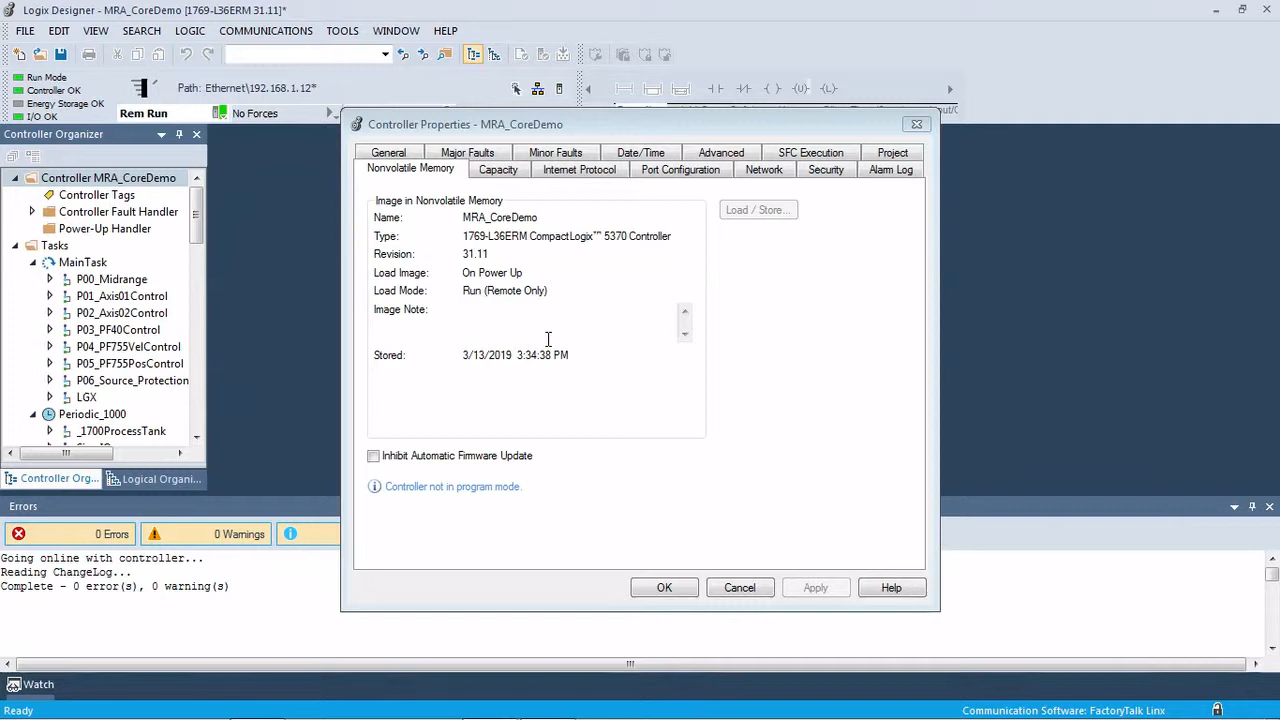 Logix Designer - MRA_CoreDemo [1769-L36ERM 31.11]*
FILE EDIT VIEW SEARCH LOGIC COMMUNICATIONS TOOLS WINDOW HELP
Run Mode
Controller OK
Energy Storage OK
I/O OK
Path: Ethernet\192.168.1.12*
Rem Run
No Forces
Controller Organizer
Controller MRA_CoreDemo
Controller Tags
Controller Fault Handler
Power-Up Handler
Tasks
MainTask
P00_Midrange
P01_Axis01Control
P02_Axis02Control
P03_PF40Control
P04_PF755VelControl
P05_PF755PosControl
P06_Source_Protection
LGX
Periodic_1000
_1700ProcessTank
Controller Org...
Logical Organi...
Controller Properties - MRA_CoreDemo
General Major Faults Minor Faults Date/Time Advanced SFC Execution Project
Nonvolatile Memory Capacity Internet Protocol Port Configuration Network Security Alarm Log
Image in Nonvolatile Memory
Name: MRA_CoreDemo
Type: 1769-L36ERM CompactLogix™ 5370 Controller
Revision: 31.11
Load Image: On Power Up
Load Mode: Run (Remote Only)
Image Note:
Stored: 3/13/2019 3:34:38 PM
Load / Store...
Inhibit Automatic Firmware Update
Controller not in program mode.
OK Cancel Apply Help
Errors
0 Errors 0 Warnings
Going online with controller...
Reading ChangeLog...
Complete - 0 error(s), 0 warning(s)
Watch
Ready
Communication Software: FactoryTalk Linx